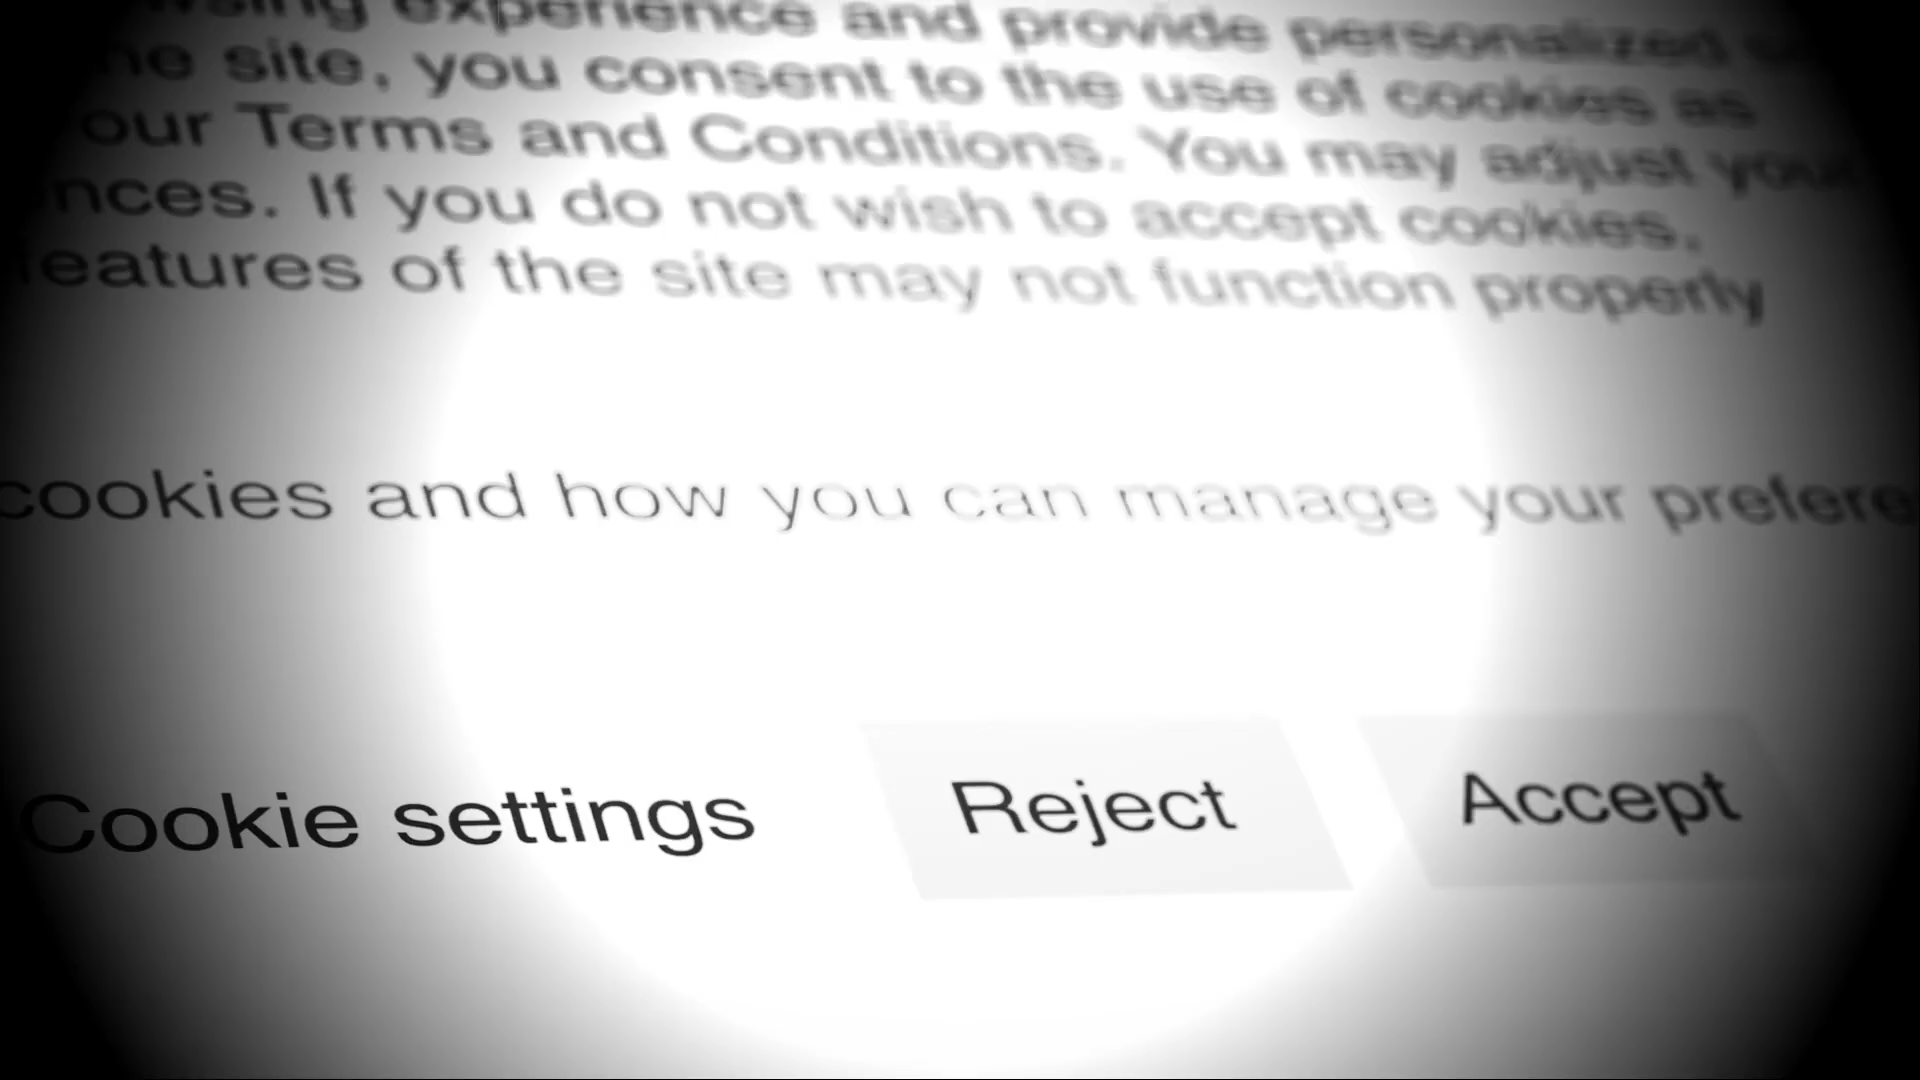 experience and provide personalized
site, you consent to the use of cookies as
our Terms and Conditions. You may adjust your
nces. If you do not wish to accept cookies,
features of the site may not function properly
cookies and how you can manage your prefere
Cookie settings
Reject
Accept